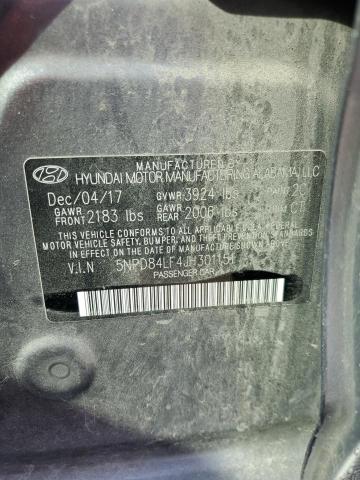 MANUFACTURED BY
HYUNDAI MOTOR MANUFACTURING ALABAMA, LLC
Dec/04/17 GVWR 3924 lbs
GAWR FRONT 2183 lbs GAWR REAR 2006 lbs
THIS VEHICLE CONFORMS TO ALL APPLICABLE U.S. FEDERAL
MOTOR VEHICLE SAFETY, BUMPER, AND THEFT PREVENTION
STANDARDS IN EFFECT ON THE DATE
OF MANUFACTURE SHOWN ABOVE.
V.I.N 5NPD84LF4JH301151
PASSENGER CAR